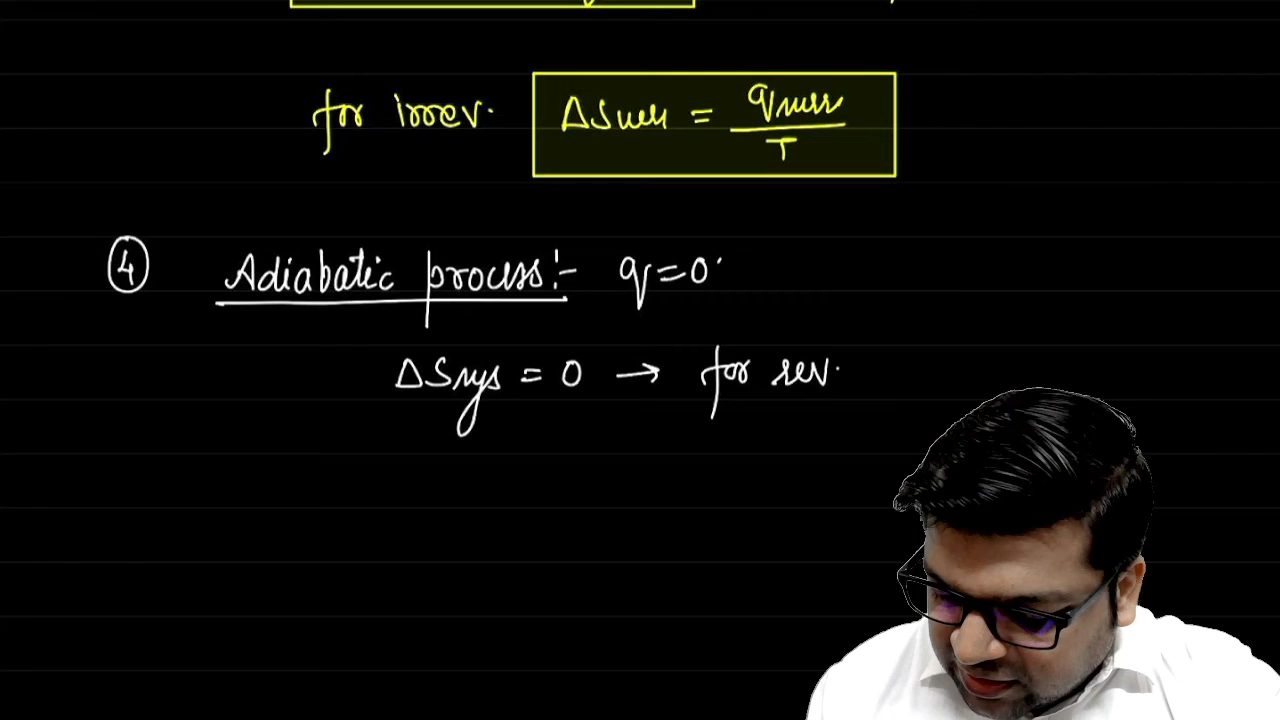 for irrev. ΔSsurr = qsurr / T
④ Adiabatic process:- q=0
ΔSsys = 0 → for rev.